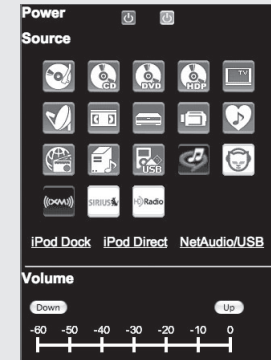 Power
Source
CD
DVD
HDP
TV
USB
((XM))
SIRIUS
HD Radio
iPod Dock iPod Direct NetAudio/USB
Volume
Down Up
-60 -50 -40 -30 -20 -10 0